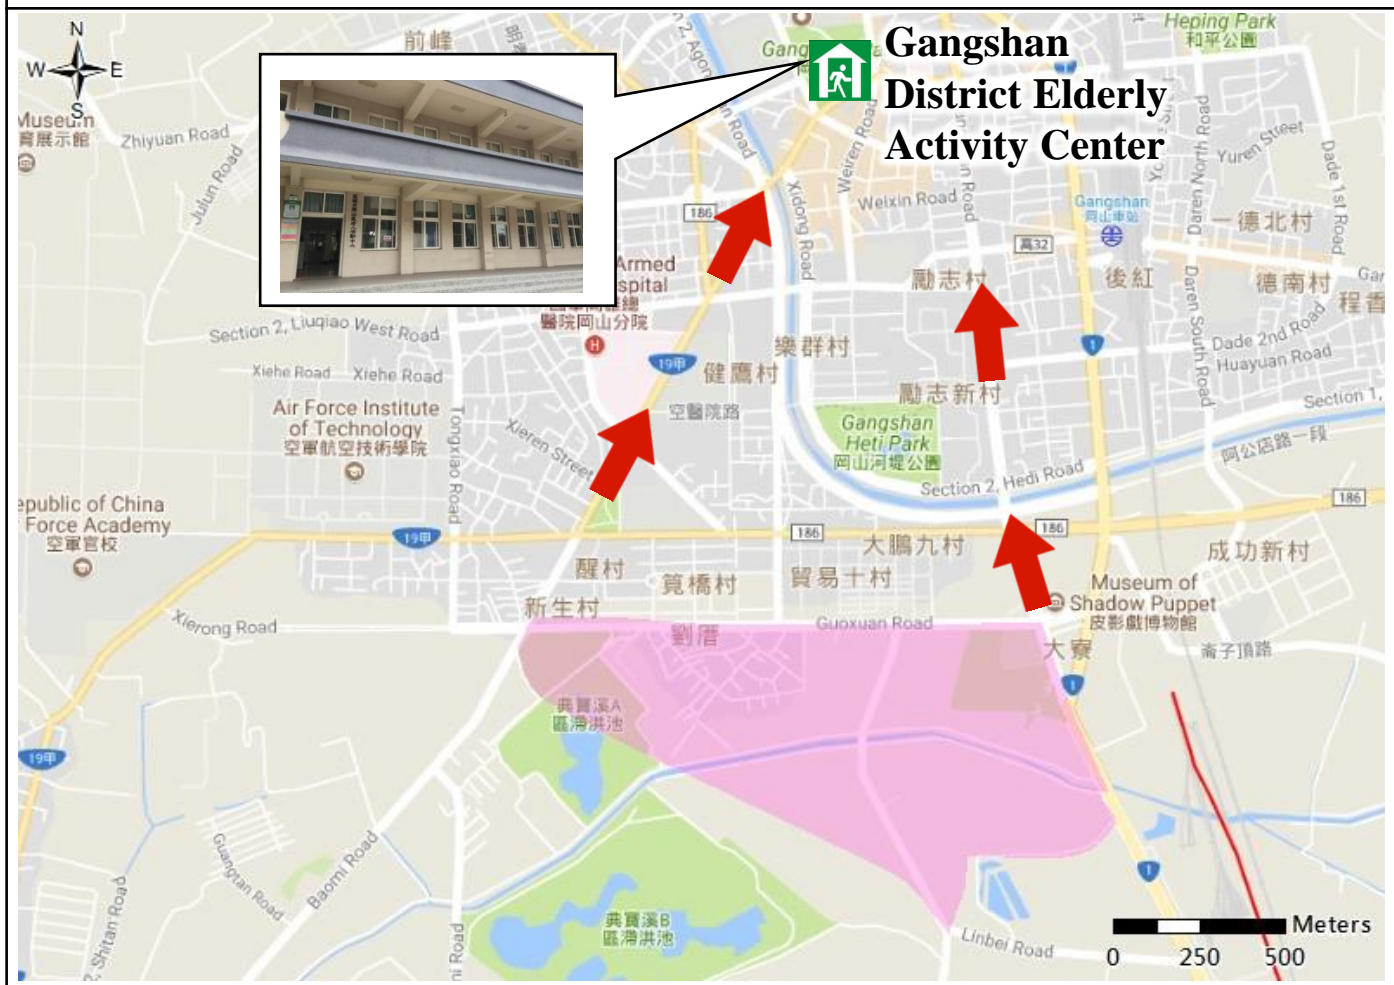 N
W
E
S
前峰
Heping Park
和平公園
Gangshan
District Elderly
Activity Center
Museum
育展示館
Zhiyuan Road
Julun Road
Xidong Road
Weiren Road
Weixin Road
Daren North Road
Yuren Street
Dade 1st Road
186
Gangshan
岡山車站
高32
一德北村
後紅
德南村
程香
勵志村
Armed
醫院岡山分院
H
Section 2, Liuqiao West Road
Xiehe Road
Xiehe Road
19甲
健鷹村
樂群村
1
Daren South Road
Dade 2nd Road
Huayuan Road
勵志新村
空醫院路
Section 1,
Air Force Institute
of Technology
空軍航空技術學院
Tongxiao Road
Xieren Street
Gangshan
Heti Park
岡山河堤公園
阿公店路一段
Section 2, Hedi Road
186
epublic of China
Force Academy
空軍官校
19甲
186
186
大鵬九村
成功新村
醒村
筧橋村
貿易十村
Museum of
Shadow Puppet
皮影戲博物館
新生村
Xierong Road
Guoxuan Road
劉厝
大寮
崙子頂路
1
典寶溪A
區滯洪池
19甲
Guangtan Road
Baomi Road
1
典寶溪B
區滯洪池
2, Shitan Road
Linbei Road
Meters
0
250
500